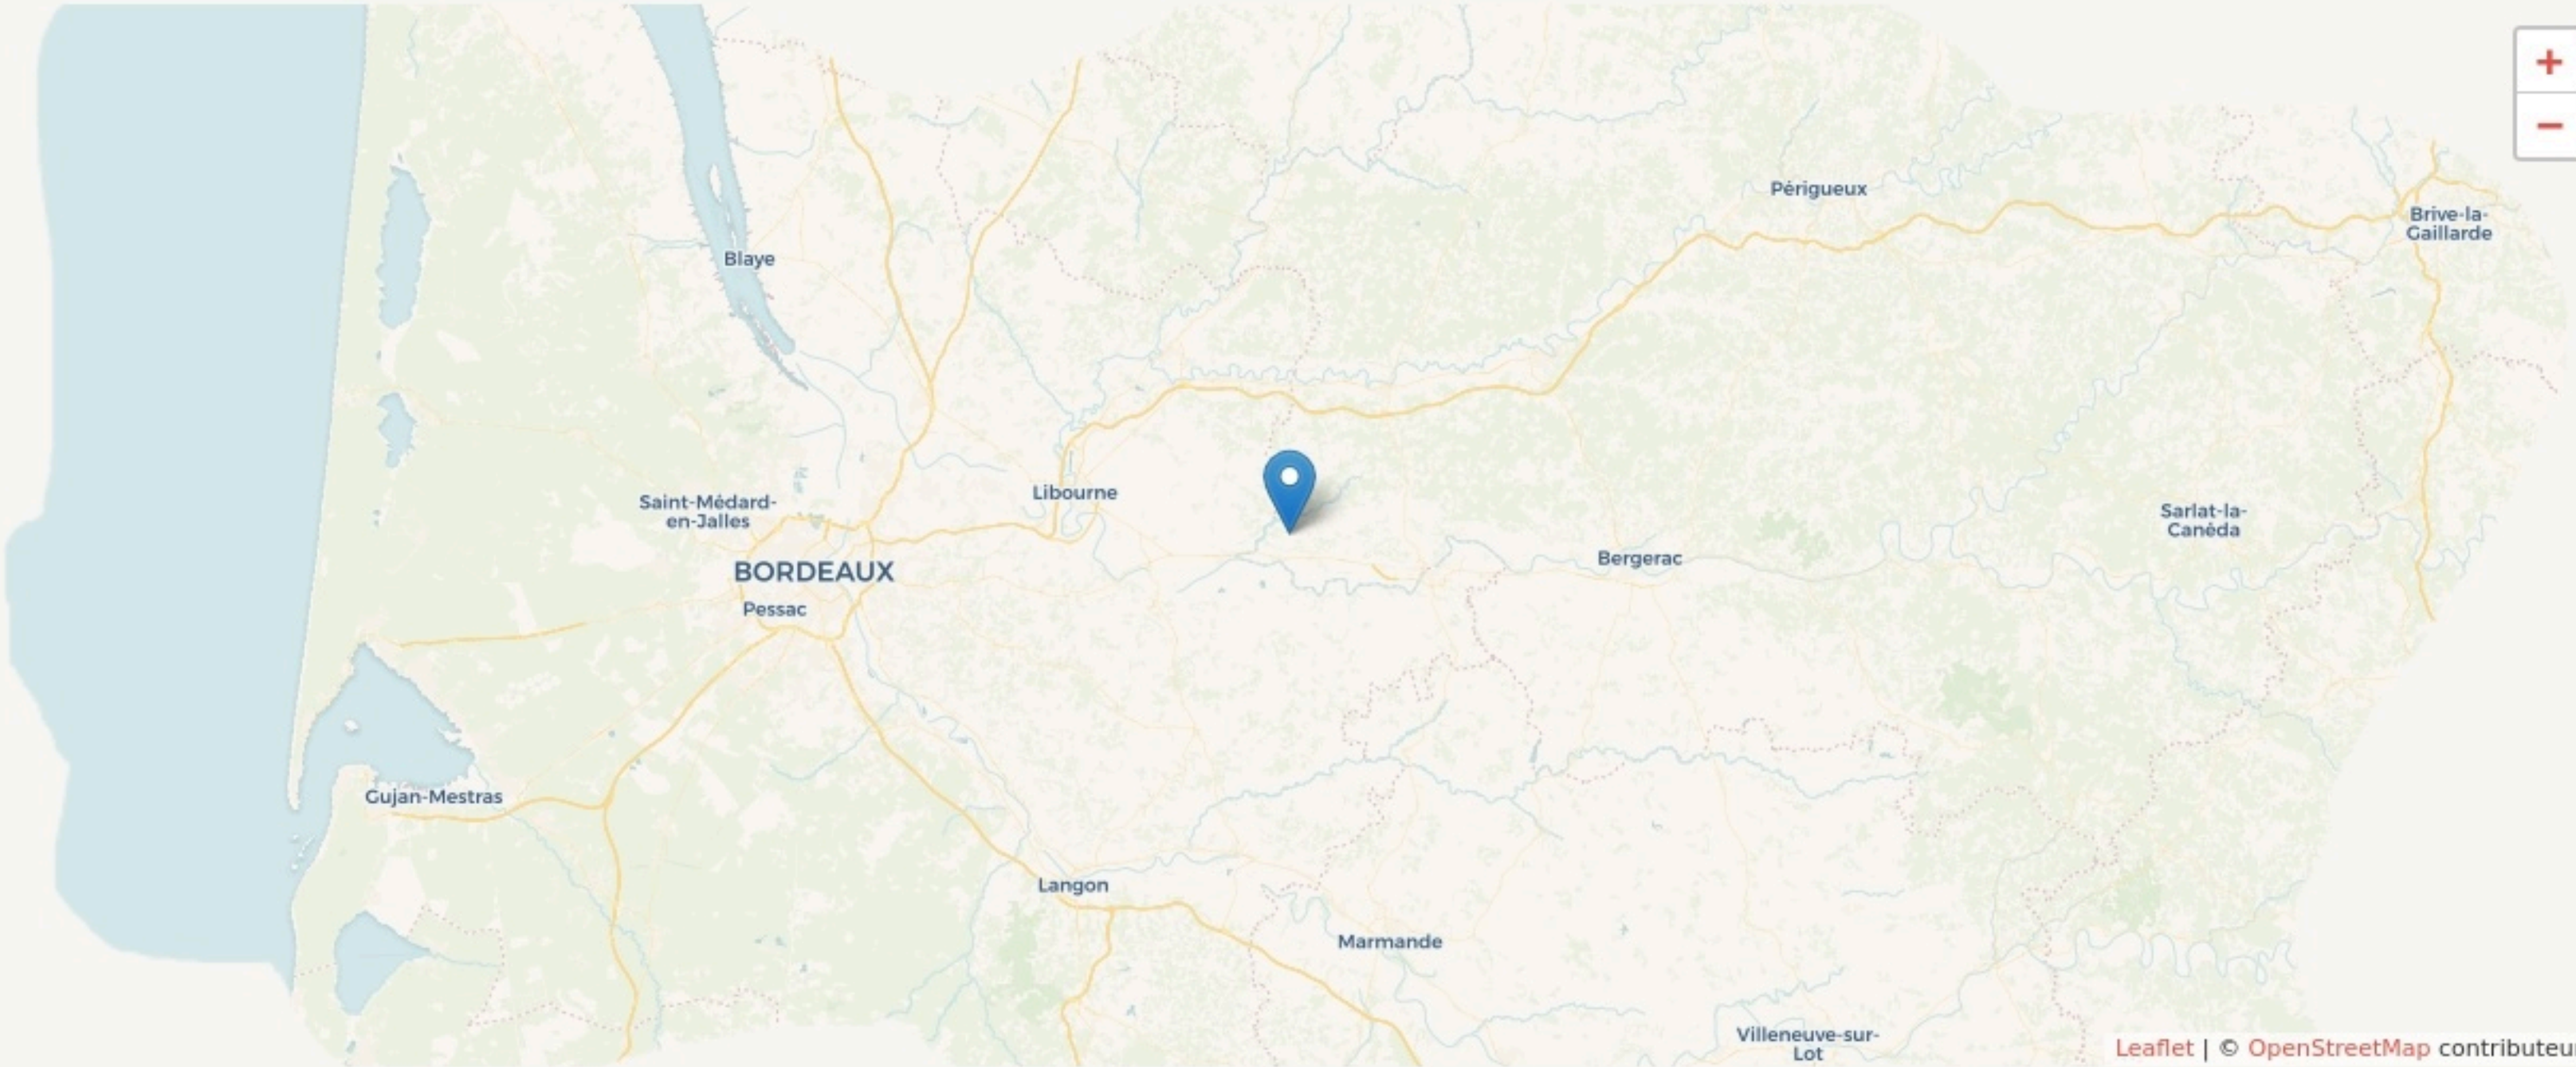 +
−
Périgueux
Brive-la-
Gaillarde
Blaye
Libourne
Saint-Médard-
en-Jalles
Sarlat-la-
Canéda
BORDEAUX
Bergerac
Pessac
Gujan-Mestras
Langon
Marmande
Villeneuve-sur-
Lot
Leaflet | © OpenStreetMap contributeu